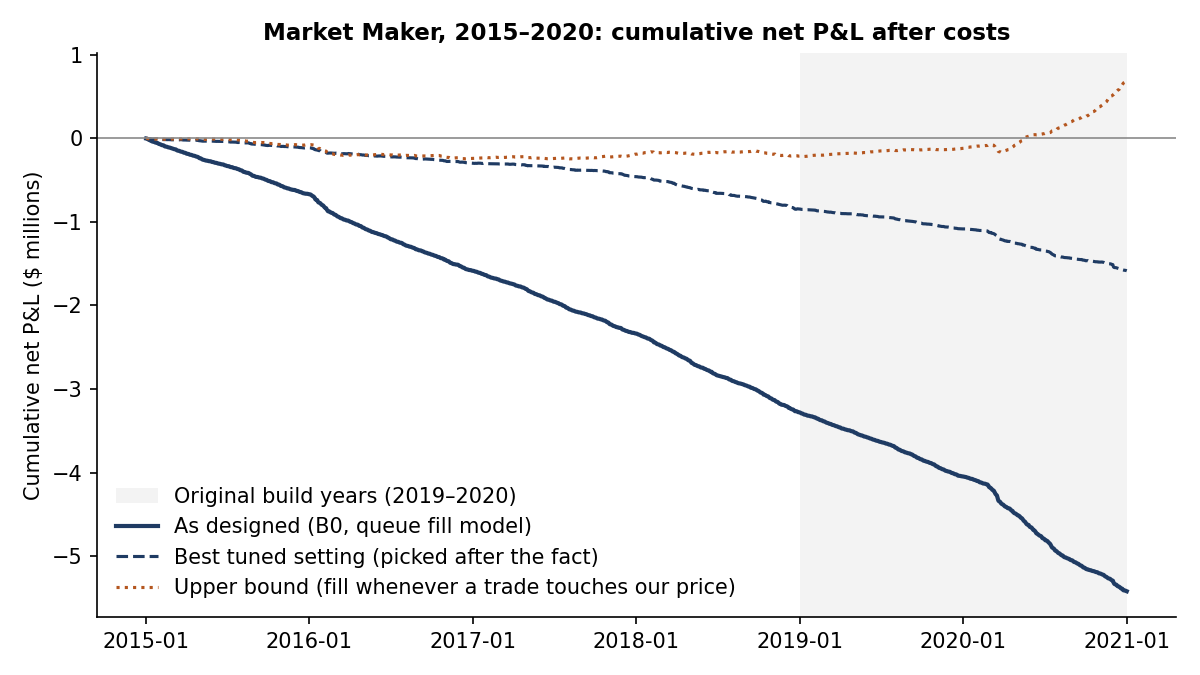 Market Maker, 2015–2020: cumulative net P&L after costs
Cumulative net P&L ($ millions)
1
0
−1
−2
−3
−4
−5
Original build years (2019–2020)
As designed (B0, queue fill model)
Best tuned setting (picked after the fact)
Upper bound (fill whenever a trade touches our price)
2015-01 2016-01 2017-01 2018-01 2019-01 2020-01 2021-01